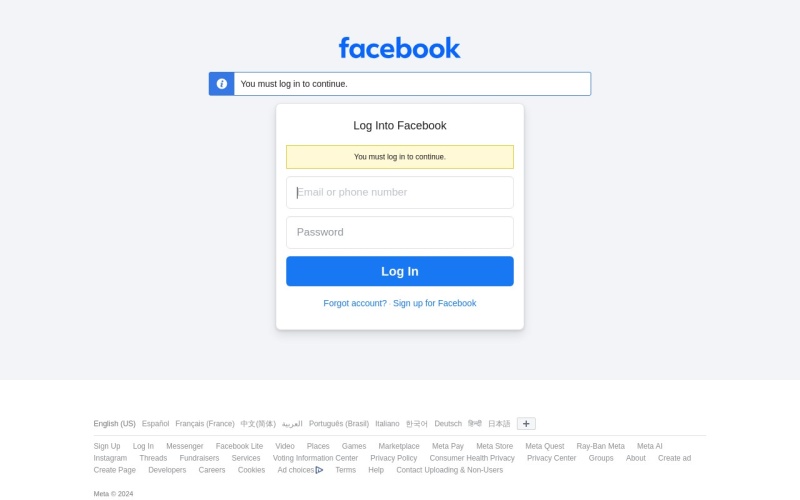 facebook
You must log in to continue.
Log Into Facebook
You must log in to continue.
Email or phone number
Password
Log In
Forgot account? Sign up for Facebook
English (US) Español Français (France) 中文(简体) العربية Português (Brasil) Italiano 한국어 Deutsch हिन्दी 日本語
Sign Up Log In Messenger Facebook Lite Video Places Games Marketplace Meta Pay Meta Store Meta Quest Ray-Ban Meta Meta AI
Instagram Threads Fundraisers Services Voting Information Center Privacy Policy Consumer Health Privacy Privacy Center Groups About Create ad
Create Page Developers Careers Cookies Ad choices Terms Help Contact Uploading & Non-Users
Meta © 2024